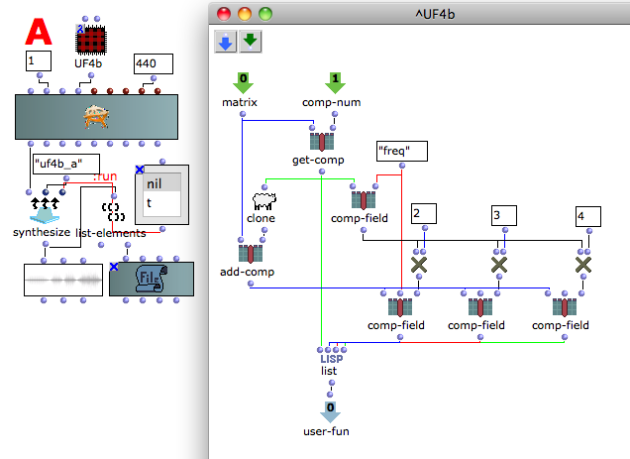 ^UF4b
A
UF4b
1
440
"uf4b_a"
:run
nil
t
synthesize
list-elements
File
0
1
matrix
comp-num
get-comp
"freq"
clone
comp-field
2
3
4
add-comp
comp-field
comp-field
comp-field
LISP
list
0
user-fun